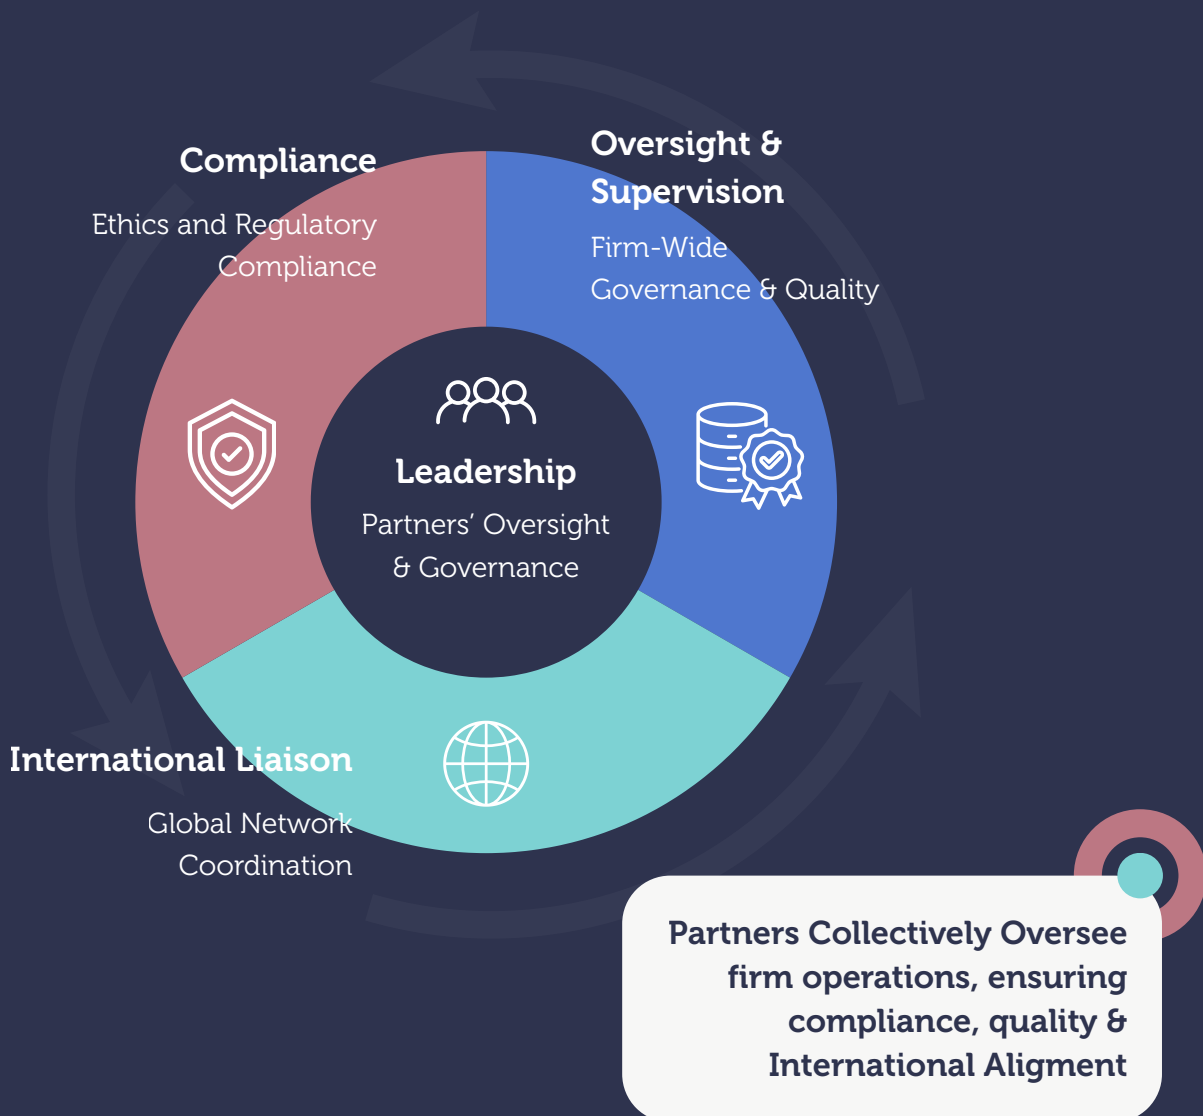 Compliance
Ethics and Regulatory
Compliance
Oversight &
Supervision
Firm-Wide
Governance & Quality
Leadership
Partners’ Oversight
& Governance
International Liaison
Global Network
Coordination
Partners Collectively Oversee
firm operations, ensuring
compliance, quality &
International Aligment